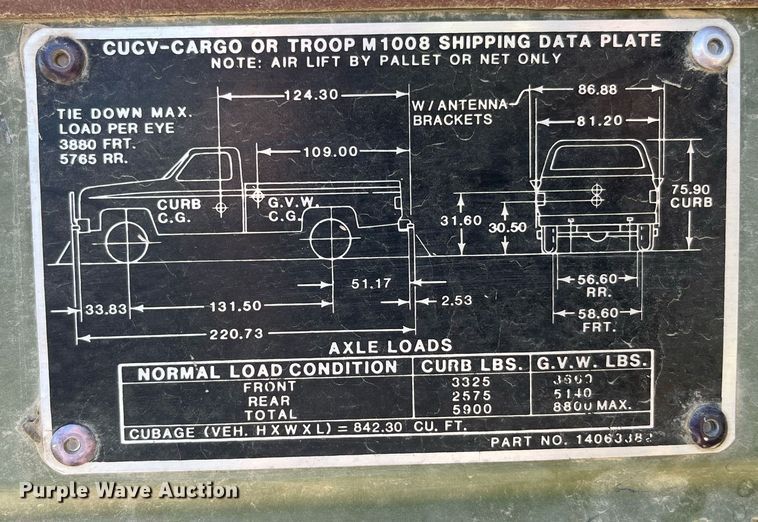 CUCV-CARGO OR TROOP M1008 SHIPPING DATA PLATE
NOTE: AIR LIFT BY PALLET OR NET ONLY
TIE DOWN MAX.
LOAD PER EYE
3880 FRT.
5765 RR.
124.30
109.00
W/ANTENNA
BRACKETS
86.88
81.20
CURB
C.G.
G.V.W.
C.G.
31.60
30.50
75.90
CURB
51.17
2.53
33.83
131.50
220.73
56.60
RR.
58.60
FRT.
AXLE LOADS
NORMAL LOAD CONDITION CURB LBS. G.V.W. LBS.
FRONT 3325
REAR 2575 5140
TOTAL 5900 8800 MAX.
CUBAGE (VEH. HXWXL) = 842.30 CU. FT.
PART NO. 14063382
Purple Wave Auction